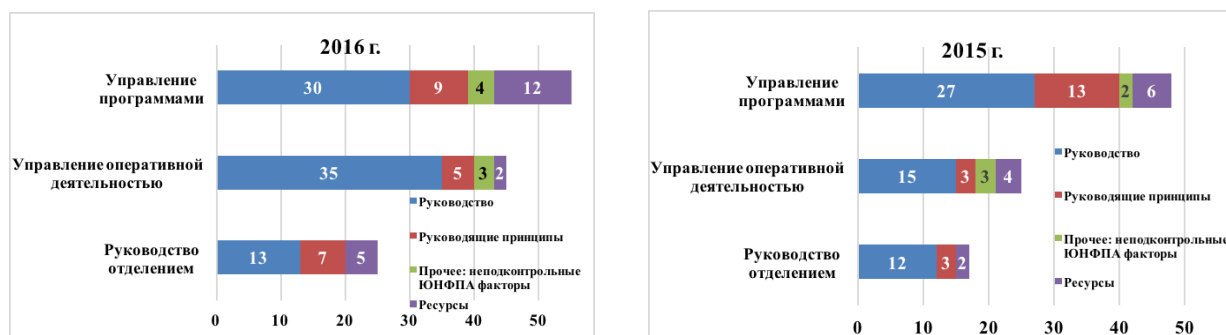 2016 г.
Управление
программами
30 9 4 12
Управление оперативной
деятельностью
35 5 3 2
Руководство
Руководящие принципы
Руководство
отделением
13 7 5
Прочее: неподконтрольные
ЮНФПА факторы
Ресурсы
0 10 20 30 40 50
2015 г.
Управление
программами
27 13 2 6
Управление оперативной
деятельностью
15 3 3 4
Руководство
Руководящие принципы
Руководство
отделением
12 3 2
Прочее: неподконтрольные
ЮНФПА факторы
Ресурсы
0 10 20 30 40 50